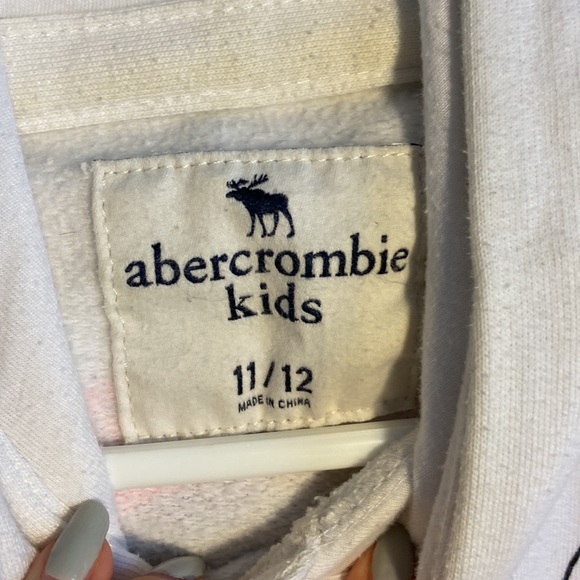 abercrombie
kids
11/12
MADE IN CHINA